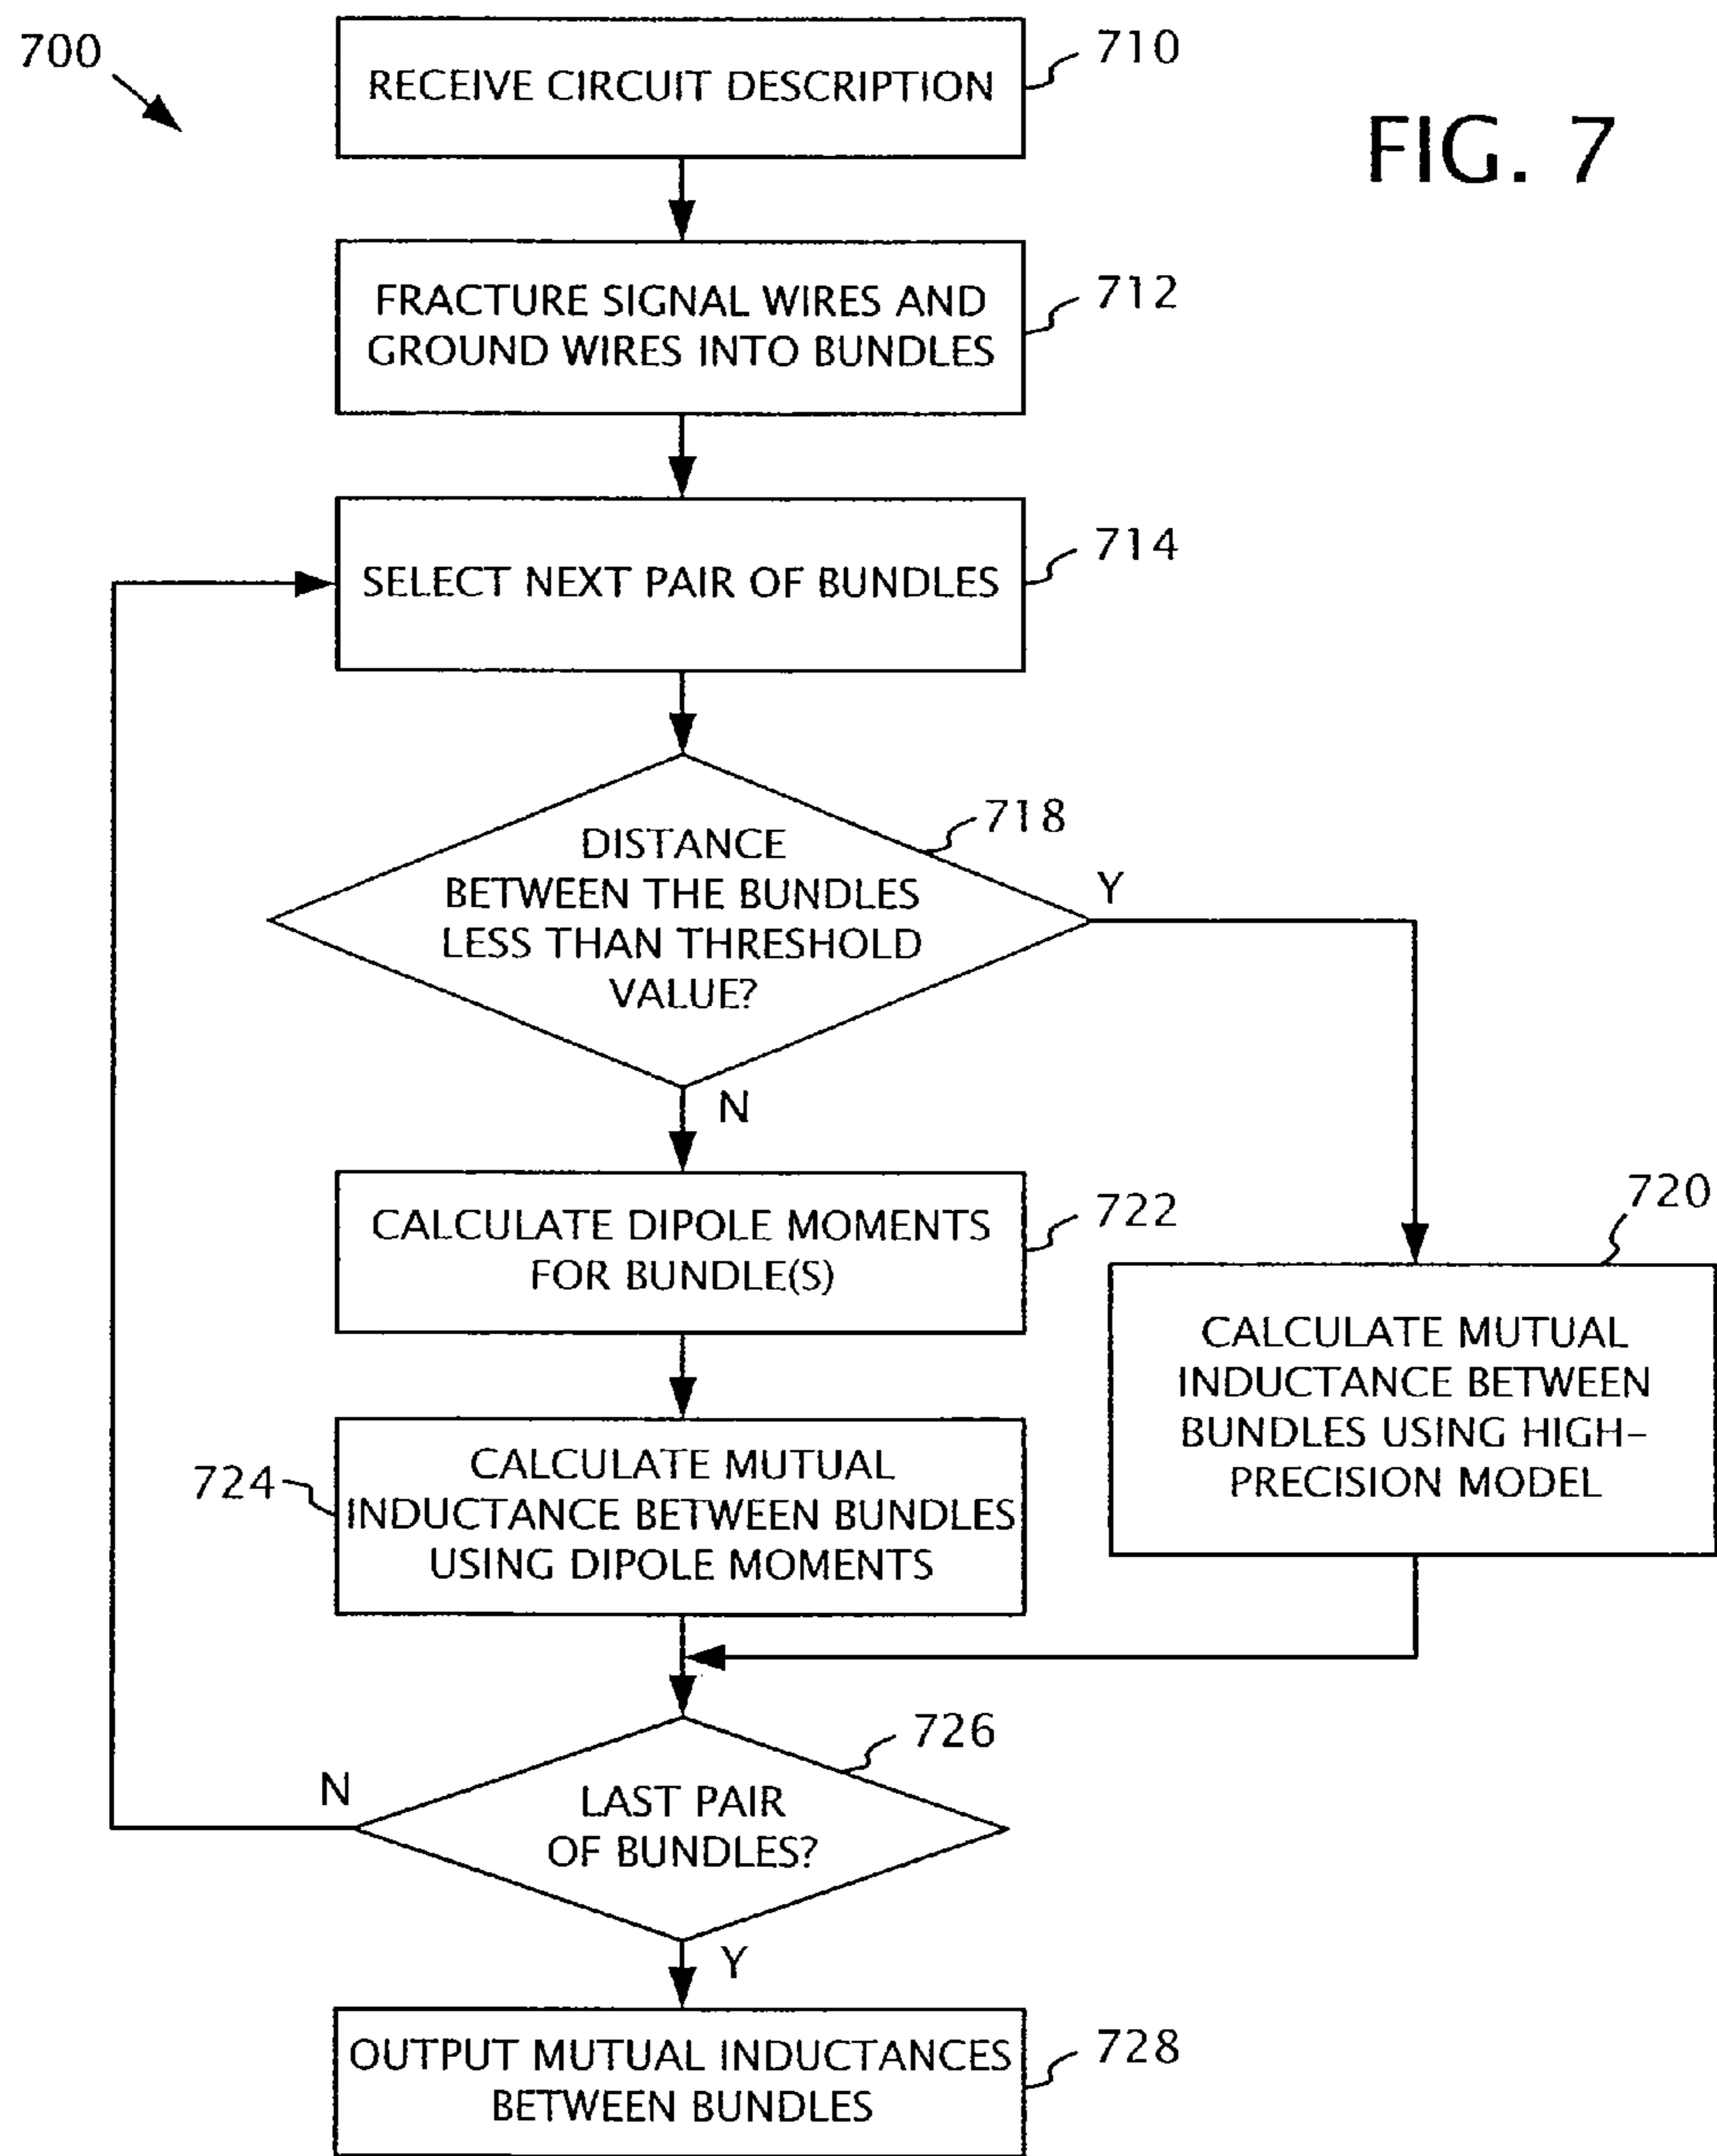 700
RECEIVE CIRCUIT DESCRIPTION
710
FIG. 7
FRACTURE SIGNAL WIRES AND
GROUND WIRES INTO BUNDLES
712
SELECT NEXT PAIR OF BUNDLES
714
DISTANCE
BETWEEN THE BUNDLES
LESS THAN THRESHOLD
VALUE?
718
Y
N
CALCULATE DIPOLE MOMENTS
FOR BUNDLE(S)
722
720
CALCULATE MUTUAL
INDUCTANCE BETWEEN
BUNDLES USING HIGH-
PRECISION MODEL
724
CALCULATE MUTUAL
INDUCTANCE BETWEEN BUNDLES
USING DIPOLE MOMENTS
726
N
LAST PAIR
OF BUNDLES?
Y
OUTPUT MUTUAL INDUCTANCES
BETWEEN BUNDLES
728